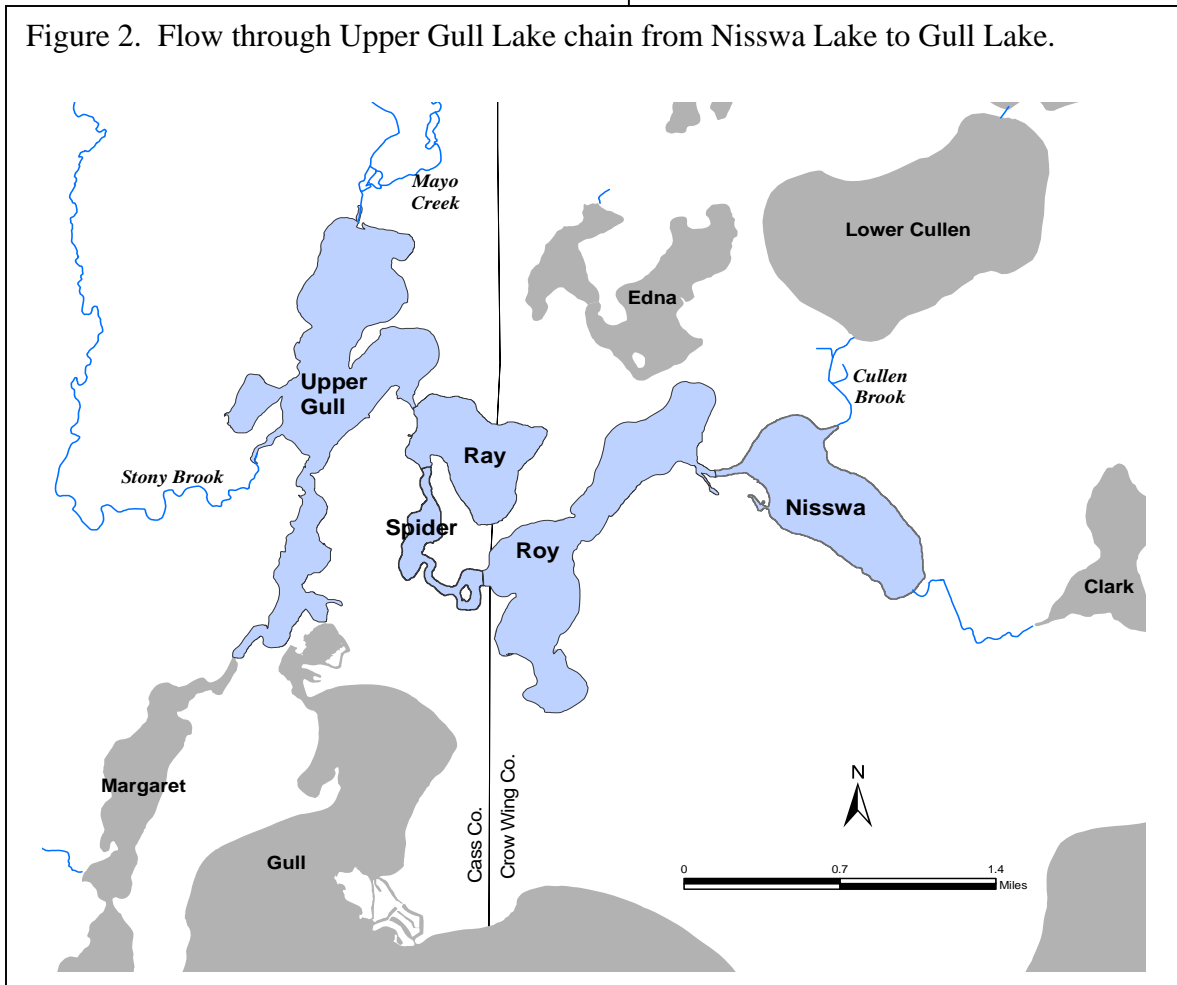 Figure 2.  Flow through Upper Gull Lake chain from Nisswa Lake to Gull Lake.
Mayo
Creek
Lower Cullen
Edna
Upper
Gull
Cullen
Brook
Ray
Stony Brook
Nisswa
Spider
Roy
Clark
Margaret
N
Cass Co.
Crow Wing Co.
Gull
0
0.7
1.4
Miles